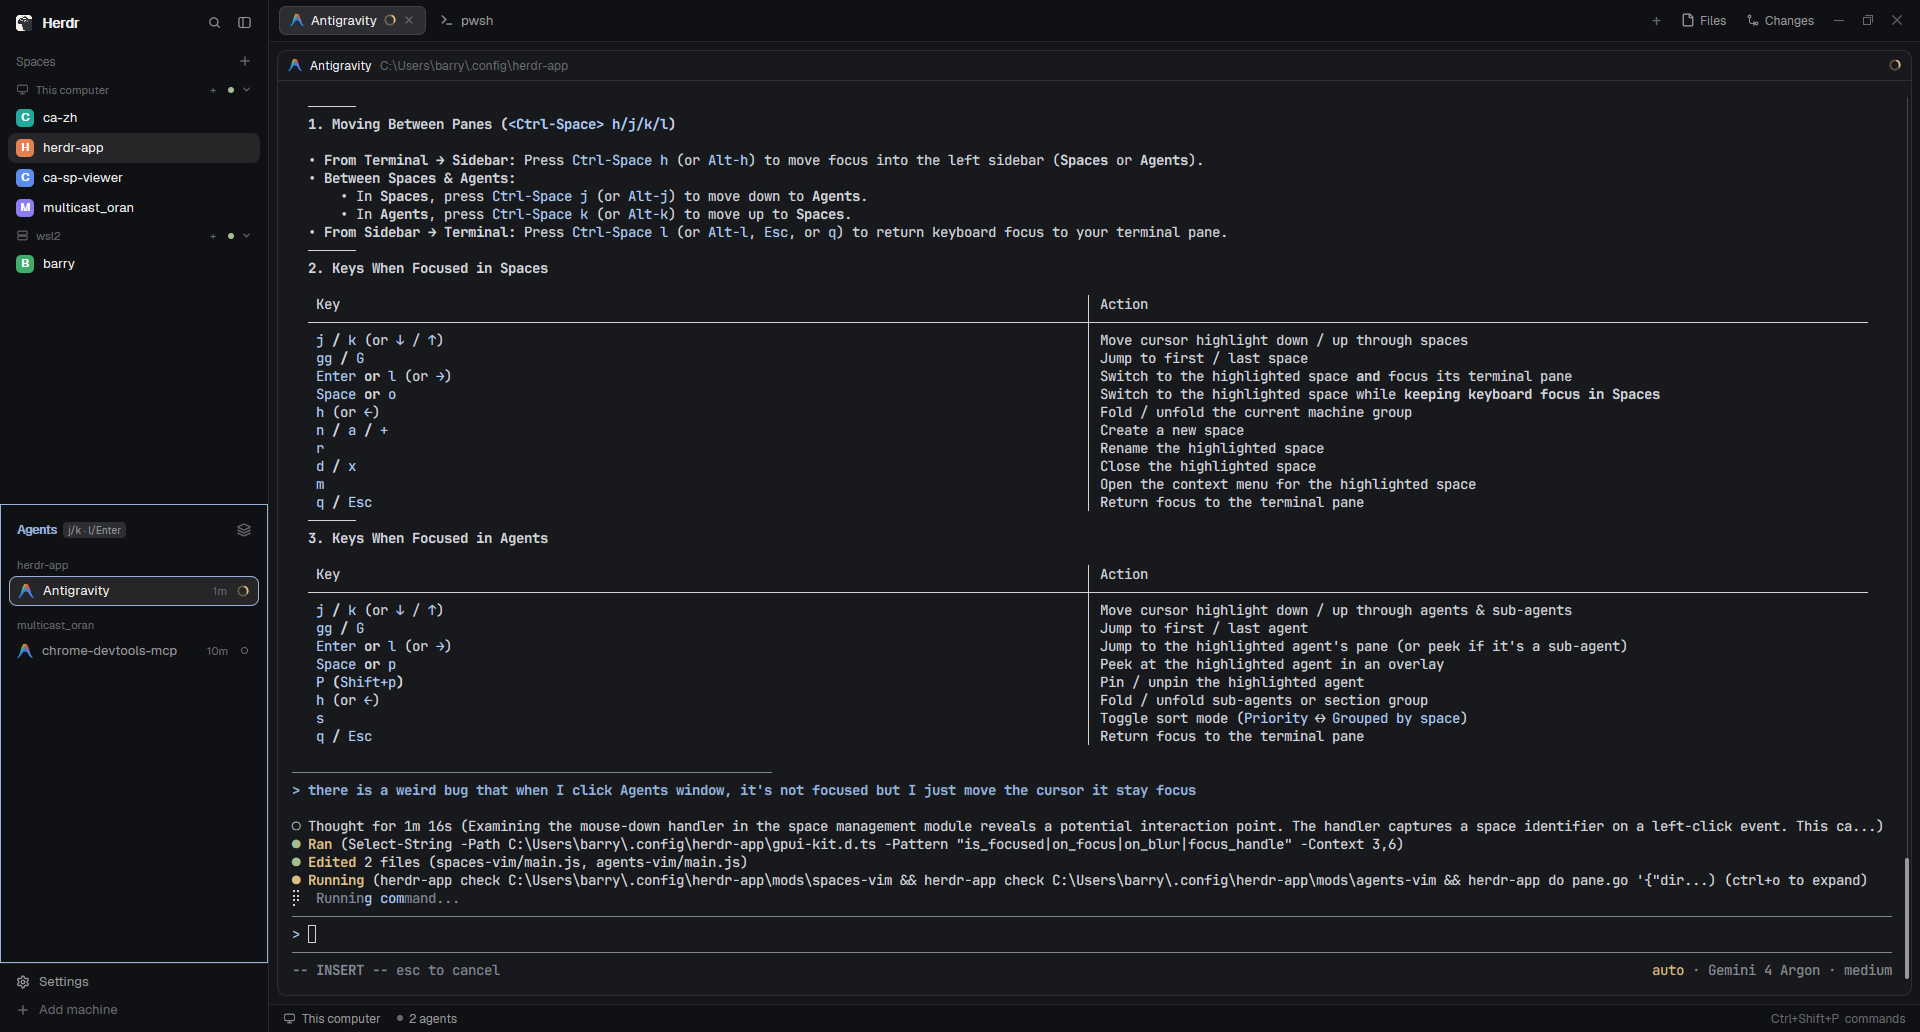 Herdr
Spaces
This computer
C ca-zh
H herdr-app
C ca-sp-viewer
M multicast_oran
wsl2
B barry
Agents j/k · l/Enter
herdr-app
Antigravity 1m
multicast_oran
chrome-devtools-mcp 10m
Settings
+ Add machine
Antigravity
pwsh
Files
Changes
Antigravity C:\Users\barry\.config\herdr-app
1. Moving Between Panes (<Ctrl-Space> h/j/k/l)
• From Terminal → Sidebar: Press Ctrl-Space h (or Alt-h) to move focus into the left sidebar (Spaces or Agents).
• Between Spaces & Agents:
• In Spaces, press Ctrl-Space j (or Alt-j) to move down to Agents.
• In Agents, press Ctrl-Space k (or Alt-k) to move up to Spaces.
• From Sidebar → Terminal: Press Ctrl-Space l (or Alt-l, Esc, or q) to return keyboard focus to your terminal pane.
2. Keys When Focused in Spaces
Key Action
j / k (or ↓ / ↑) Move cursor highlight down / up through spaces
gg / G Jump to first / last space
Enter or l (or →) Switch to the highlighted space and focus its terminal pane
Space or o Switch to the highlighted space while keeping keyboard focus in Spaces
h (or ←) Fold / unfold the current machine group
n / a / + Create a new space
r Rename the highlighted space
d / x Close the highlighted space
m Open the context menu for the highlighted space
q / Esc Return focus to the terminal pane
3. Keys When Focused in Agents
Key Action
j / k (or ↓ / ↑) Move cursor highlight down / up through agents & sub-agents
gg / G Jump to first / last agent
Enter or l (or →) Jump to the highlighted agent's pane (or peek if it's a sub-agent)
Space or p Peek at the highlighted agent in an overlay
P (Shift+p) Pin / unpin the highlighted agent
h (or ←) Fold / unfold sub-agents or section group
s Toggle sort mode (Priority ↔ Grouped by space)
q / Esc Return focus to the terminal pane
> there is a weird bug that when I click Agents window, it's not focused but I just move the cursor it stay focus
Thought for 1m 16s (Examining the mouse-down handler in the space management module reveals a potential interaction point. The handler captures a space identifier on a left-click event. This ca...)
Ran (Select-String -Path C:\Users\barry\.config\herdr-app\gpui-kit.d.ts -Pattern "is_focused|on_focus|on_blur|focus_handle" -Context 3,6)
Edited 2 files (spaces-vim/main.js, agents-vim/main.js)
Running (herdr-app check C:\Users\barry\.config\herdr-app\mods\spaces-vim && herdr-app check C:\Users\barry\.config\herdr-app\mods\agents-vim && herdr-app do pane.go '{"dir...) (ctrl+o to expand)
Running command...
>
-- INSERT -- esc to cancel
auto · Gemini 4 Argon · medium
This computer
2 agents
Ctrl+Shift+P commands